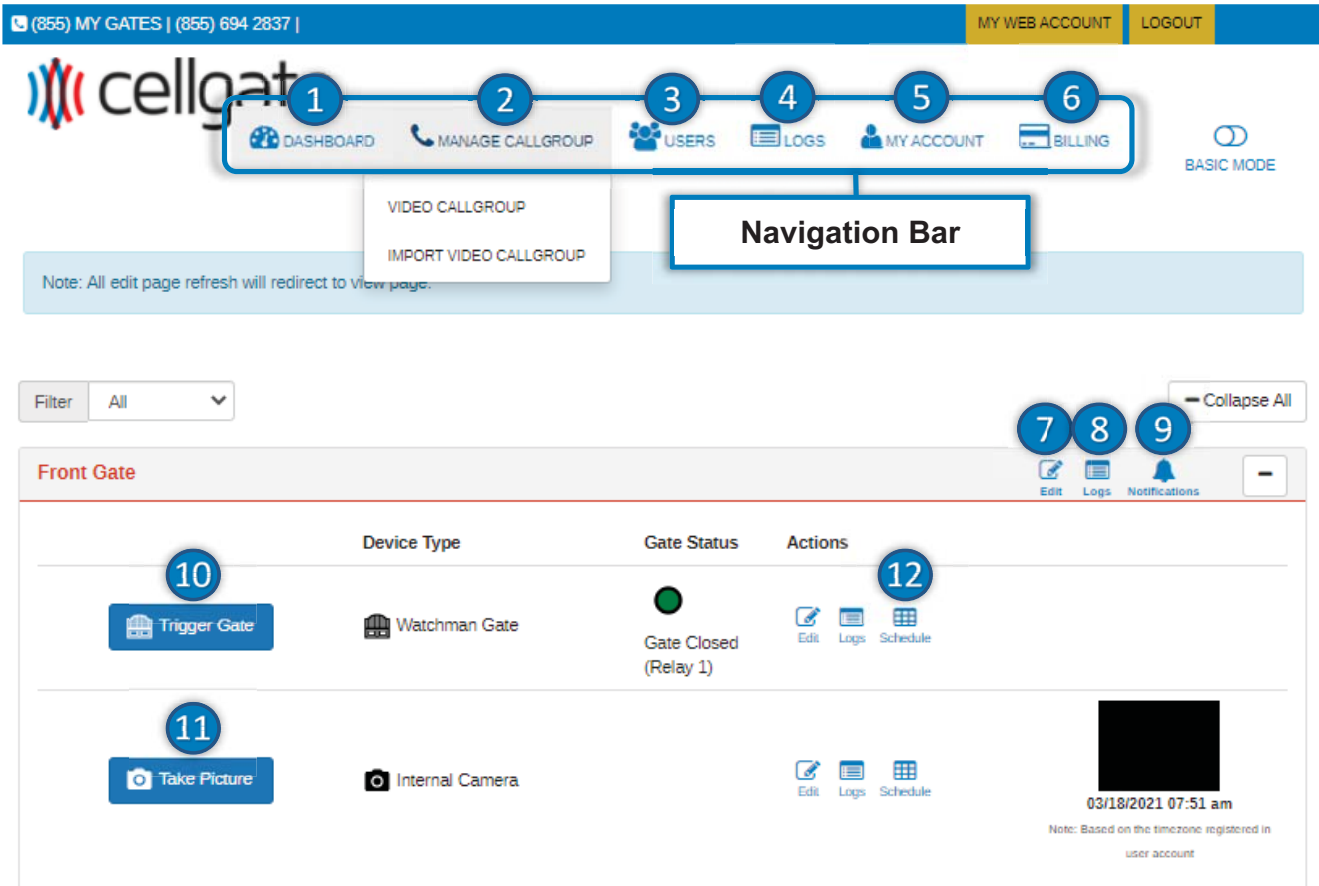 (855) MY GATES | (855) 694 2837 |
MY WEB ACCOUNT
LOGOUT
cellgate
1
2
3
4
5
6
DASHBOARD
MANAGE CALLGROUP
USERS
LOGS
MY ACCOUNT
BILLING
BASIC MODE
VIDEO CALLGROUP
IMPORT VIDEO CALLGROUP
Navigation Bar
Note: All edit page refresh will redirect to view page.
Filter
All
Collapse All
7
8
9
Front Gate
Edit
Logs
Notifications
Device Type
Gate Status
Actions
10
12
Trigger Gate
Watchman Gate
Gate Closed
(Relay 1)
Edit
Logs
Schedule
11
Take Picture
Internal Camera
Edit
Logs
Schedule
03/18/2021 07:51 am
Note: Based on the timezone registered in
user account